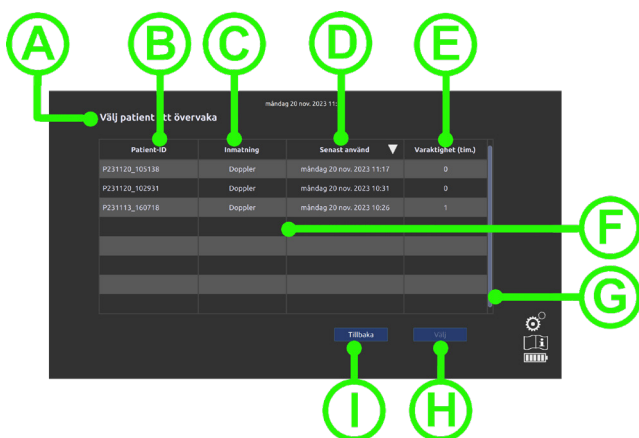 A
B
C
D
E
måndag 20 nov. 2023 11:
Välj patient att övervaka
Patient-ID Inmatning Senast använd Varaktighet (tim.)
P231120_105138 Doppler måndag 20 nov. 2023 11:17 0
P231120_102931 Doppler måndag 20 nov. 2023 10:31 0
P231113_160718 Doppler måndag 20 nov. 2023 10:26 1
F
G
Tillbaka Välj
I
H